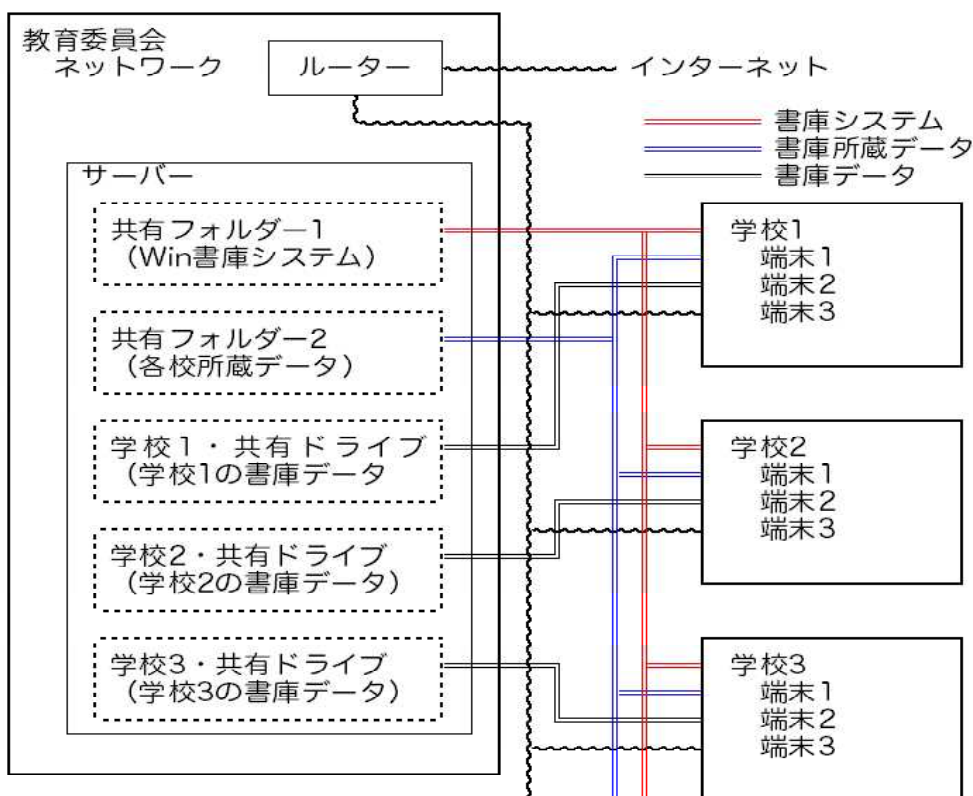 教育委員会
ネットワーク
ルーター
インターネット
書庫システム
書庫所蔵データ
書庫データ
サーバー
共有フォルダ―1
（Win書庫システム）
共有フォルダー2
（各校所蔵データ）
学校１・共有ドライブ
（学校1の書庫データ
学校2・共有ドライブ
（学校2の書庫データ）
学校3・共有ドライブ
（学校3の書庫データ）
学校1
端末１
端末2
端末3
学校2
端末１
端末2
端末3
学校3
端末１
端末2
端末3